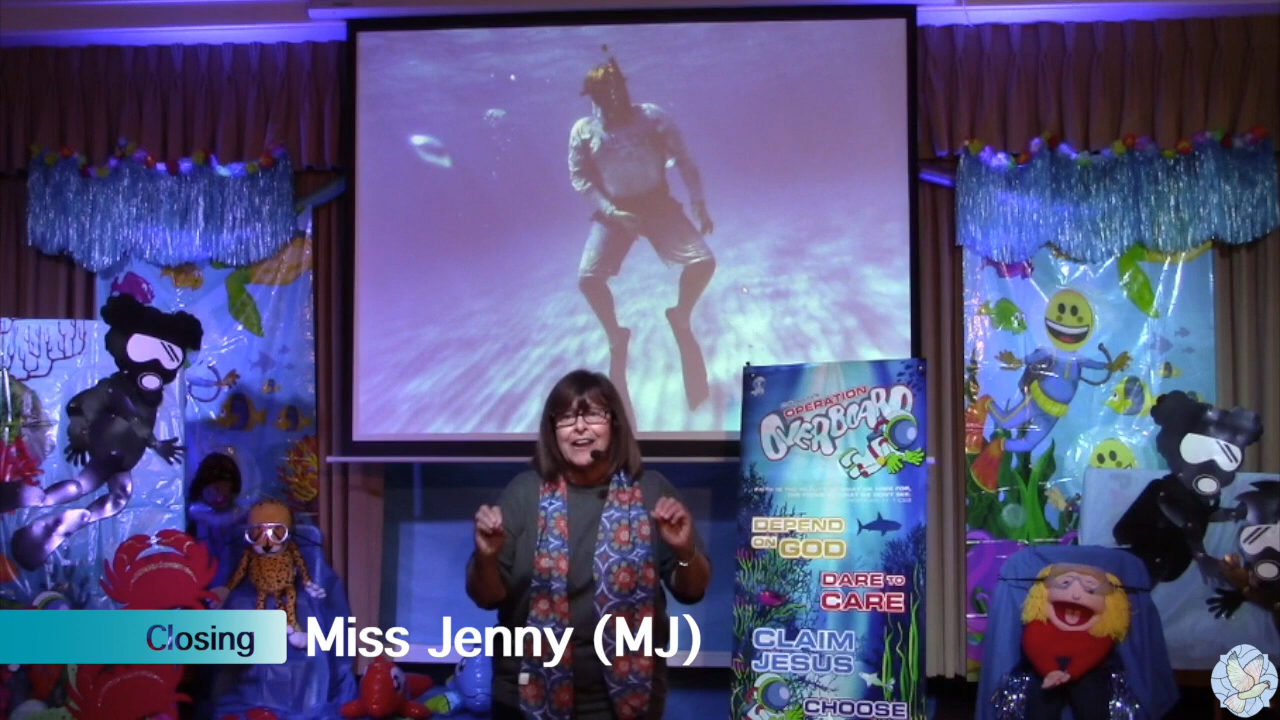 OPERATION
OVERBOARD
DEPEND
ON GOD
DARE TO
CARE
CLAIM
JESUS
CHOOSE
Closing
Miss Jenny (MJ)